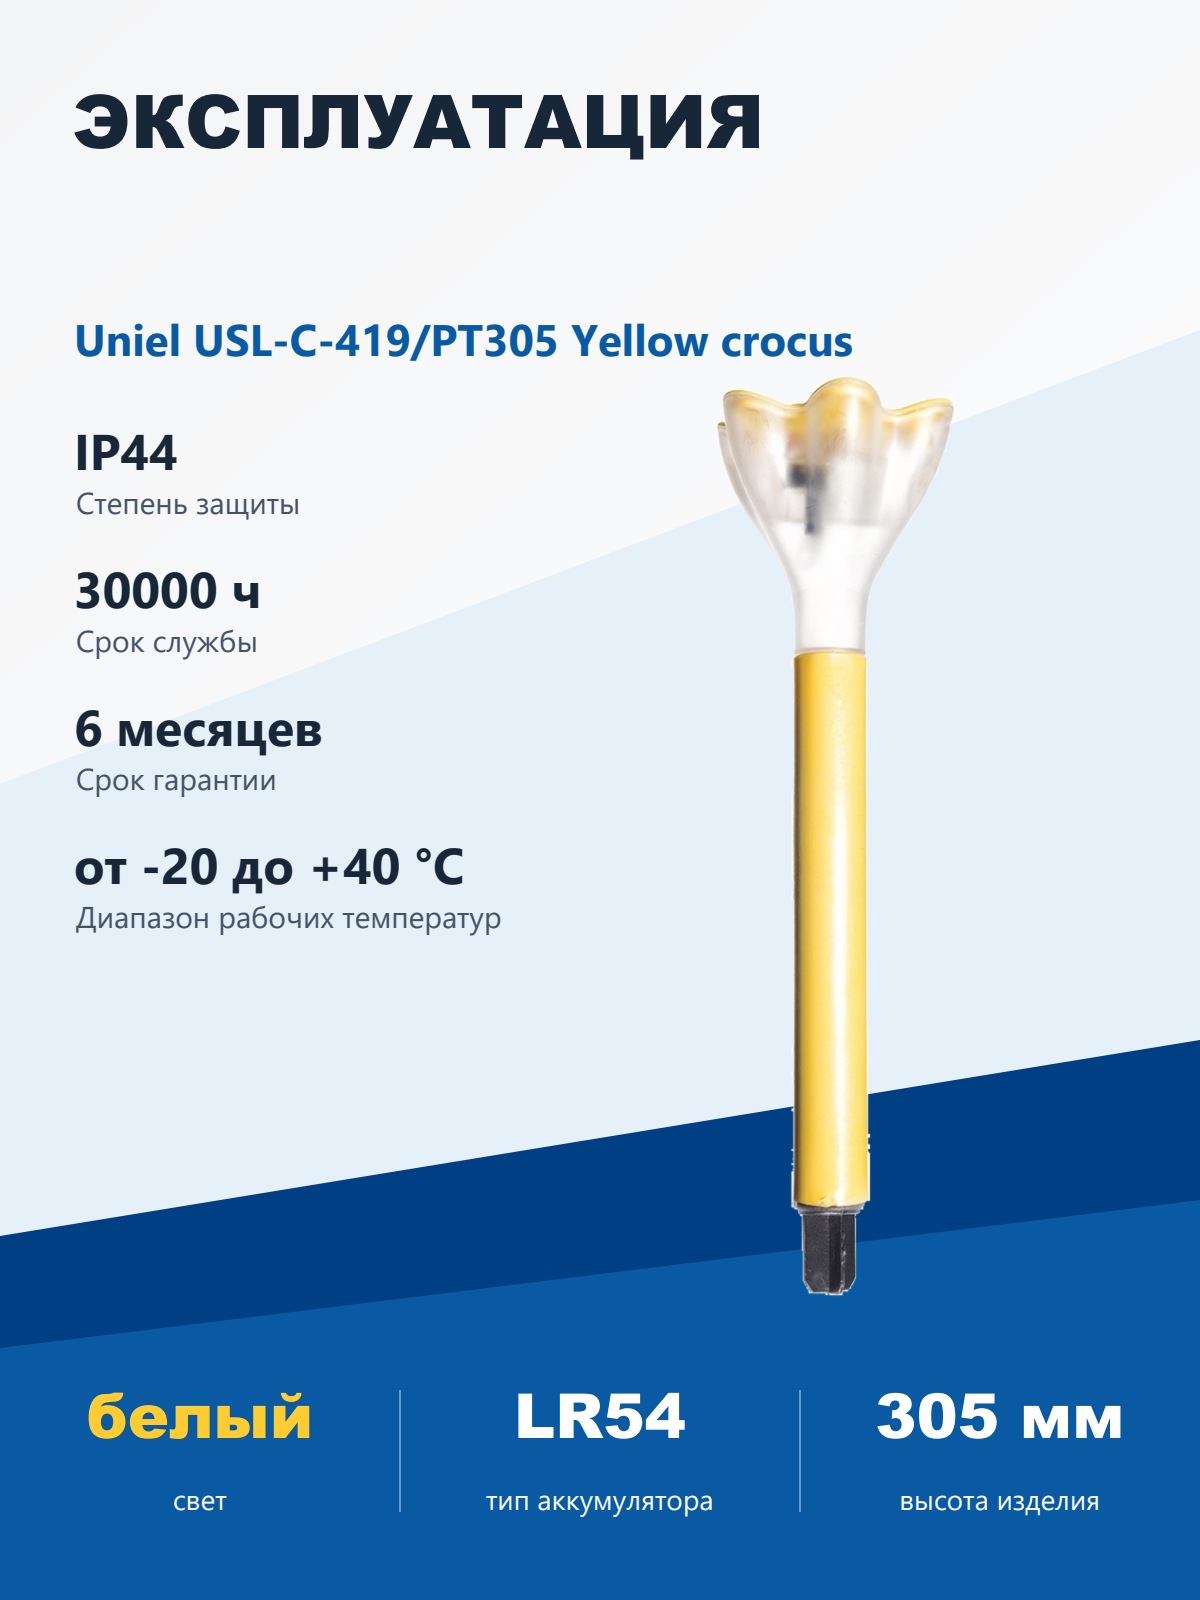 ЭКСПЛУАТАЦИЯ
Uniel USL-C-419/PT305 Yellow crocus
IP44
Степень защиты
30000 ч
Срок службы
6 месяцев
Срок гарантии
от -20 до +40 °C
Диапазон рабочих температур
белый
свет
LR54
тип аккумулятора
305 мм
высота изделия